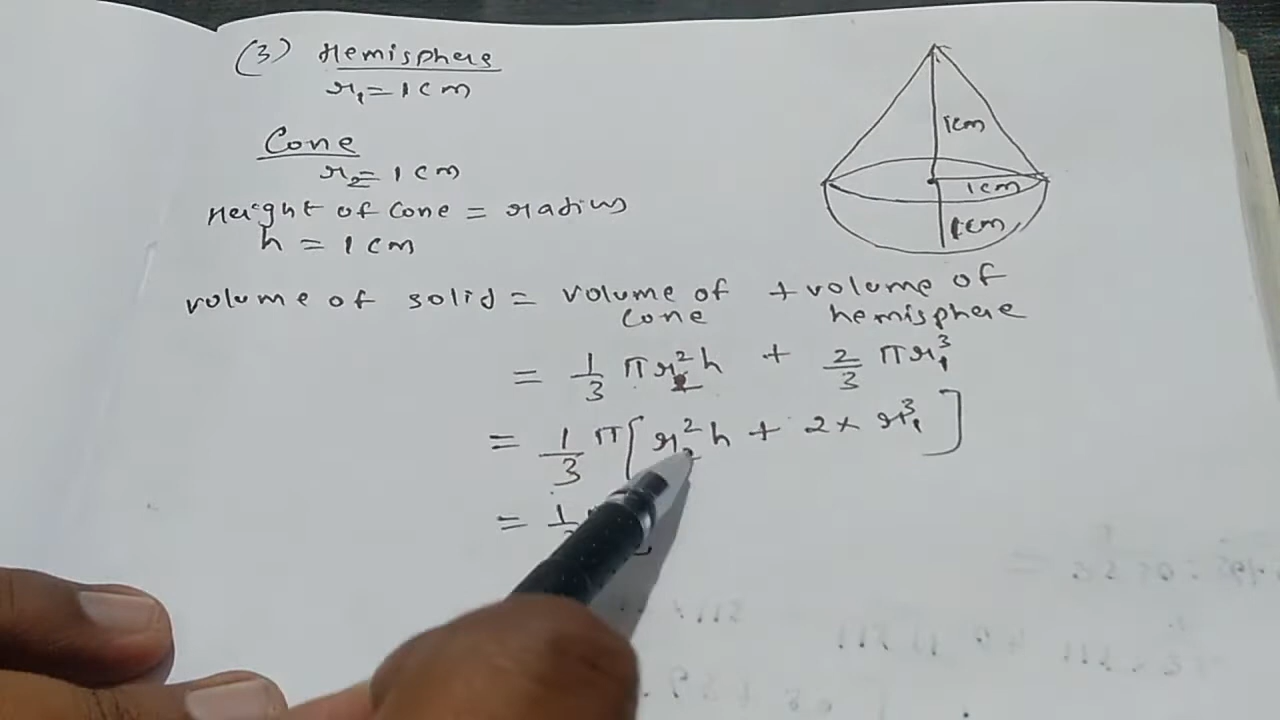 (3) Hemisphere
r₁ = 1 cm
Cone
r₂ = 1 cm
Height of Cone = radius
h = 1 cm
1cm
1cm
1cm
volume of solid = volume of cone + volume of hemisphere
= 1/3 πr₂²h + 2/3 πr₁³
= 1/3 π[r₂²h + 2 × r₁³]
= 1/